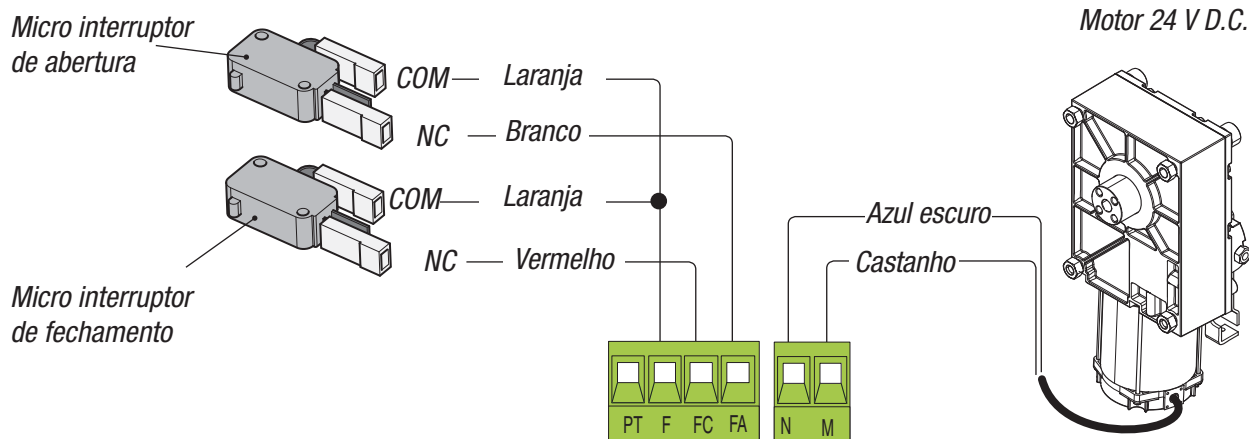 Micro interruptor
de abertura
COM
Laranja
NC
Branco
COM
Laranja
NC
Vermelho
Micro interruptor
de fechamento
Motor 24 V D.C.
Azul escuro
Castanho
PT F FC FA
N M